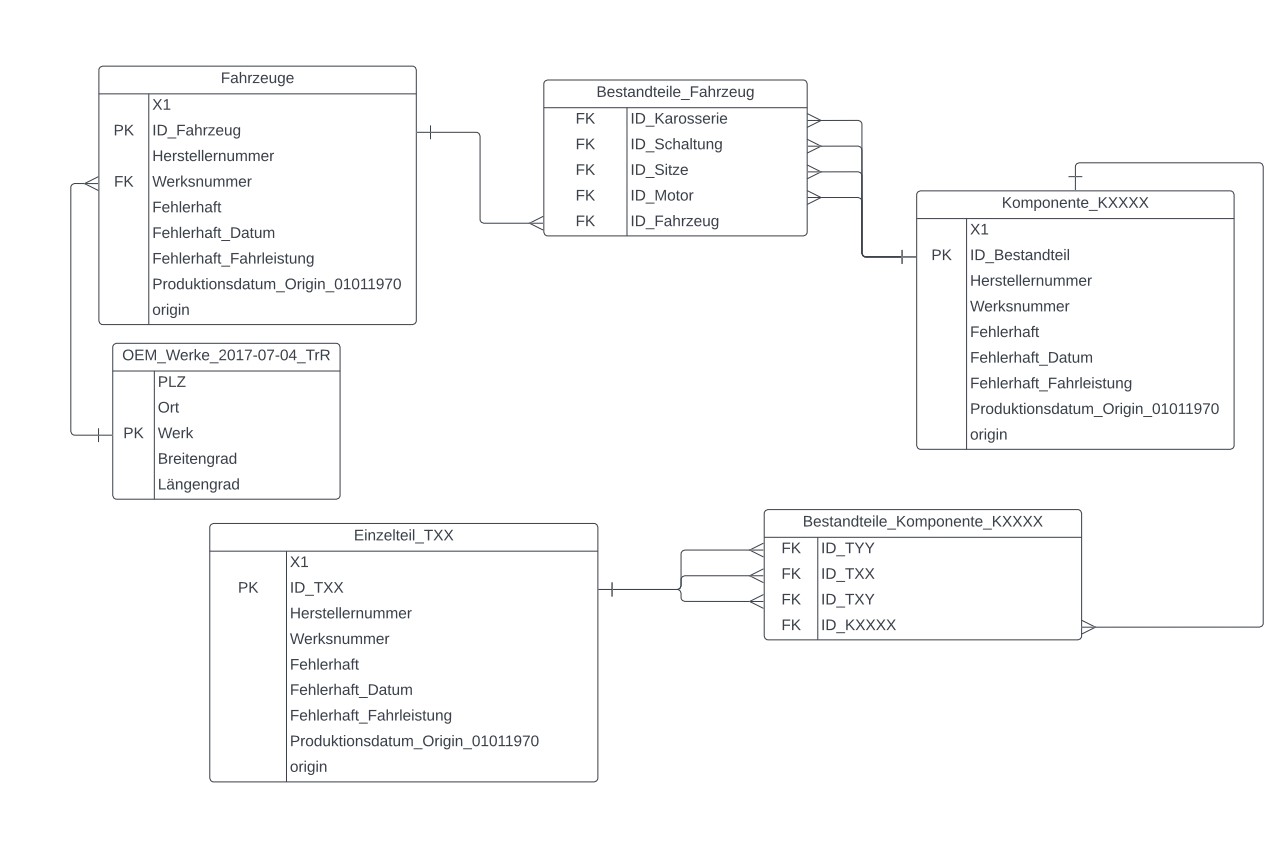 Fahrzeuge
X1
PK ID_Fahrzeug
Herstellernummer
FK Werksnummer
Fehlerhaft
Fehlerhaft_Datum
Fehlerhaft_Fahrleistung
Produktionsdatum_Origin_01011970
origin
Bestandteile_Fahrzeug
FK ID_Karosserie
FK ID_Schaltung
FK ID_Sitze
FK ID_Motor
FK ID_Fahrzeug
Komponente_KXXXX
X1
PK ID_Bestandteil
Herstellernummer
Werksnummer
Fehlerhaft
Fehlerhaft_Datum
Fehlerhaft_Fahrleistung
Produktionsdatum_Origin_01011970
origin
OEM_Werke_2017-07-04_TrR
PLZ
Ort
PK Werk
Breitengrad
Längengrad
Einzelteil_TXX
X1
PK ID_TXX
Herstellernummer
Werksnummer
Fehlerhaft
Fehlerhaft_Datum
Fehlerhaft_Fahrleistung
Produktionsdatum_Origin_01011970
origin
Bestandteile_Komponente_KXXXX
FK ID_TYY
FK ID_TXX
FK ID_TXY
FK ID_KXXXX